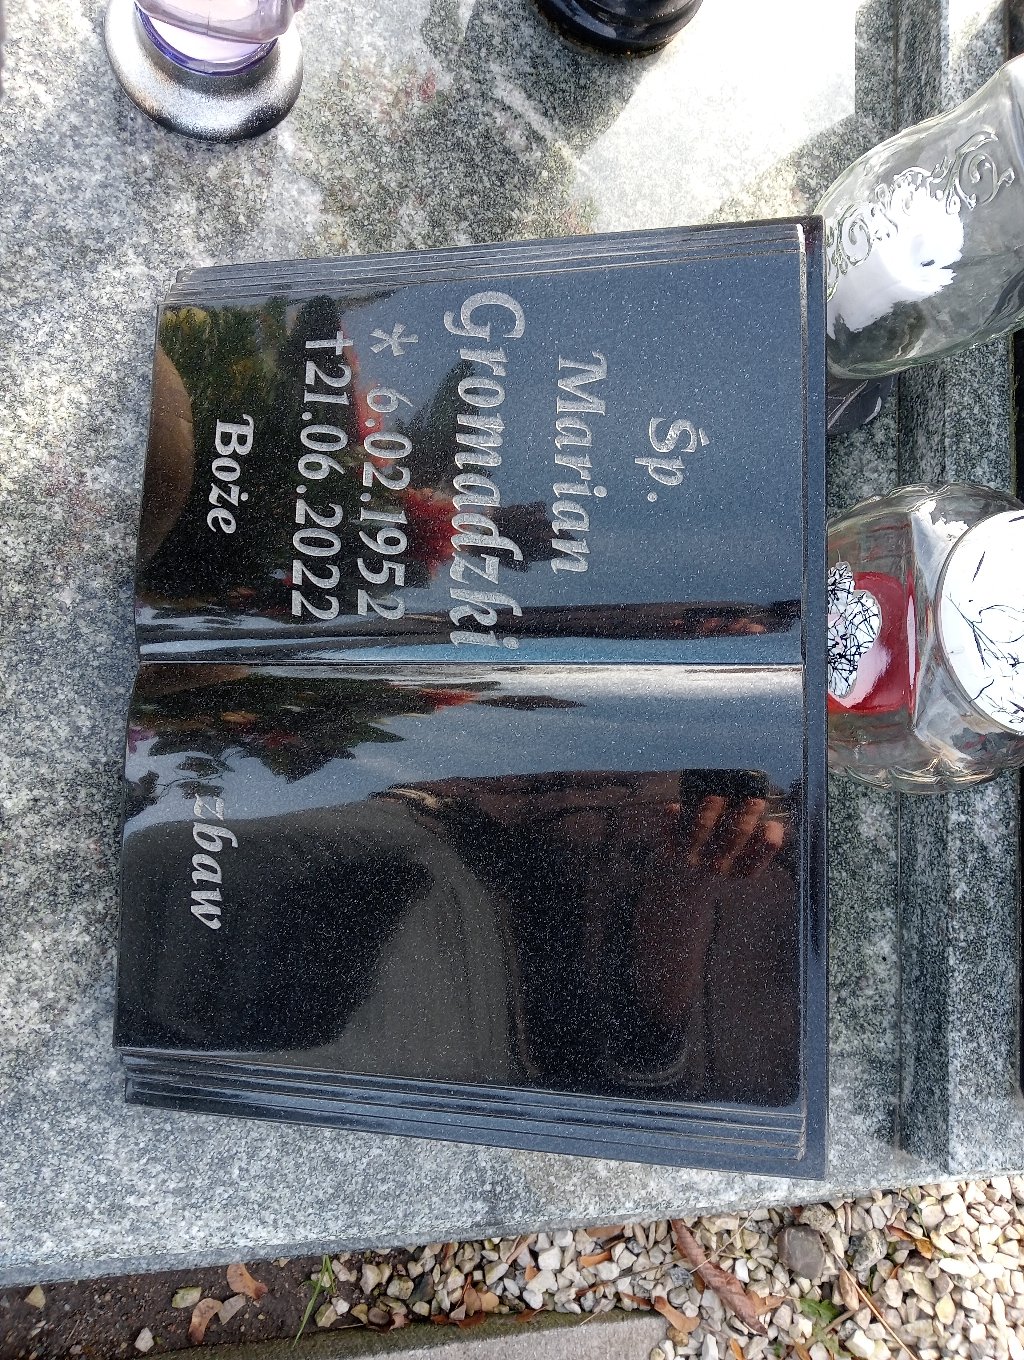 Śp.
Marian
Gromadzki
* 6.02.1952
†21.06.2022
Boże zbaw